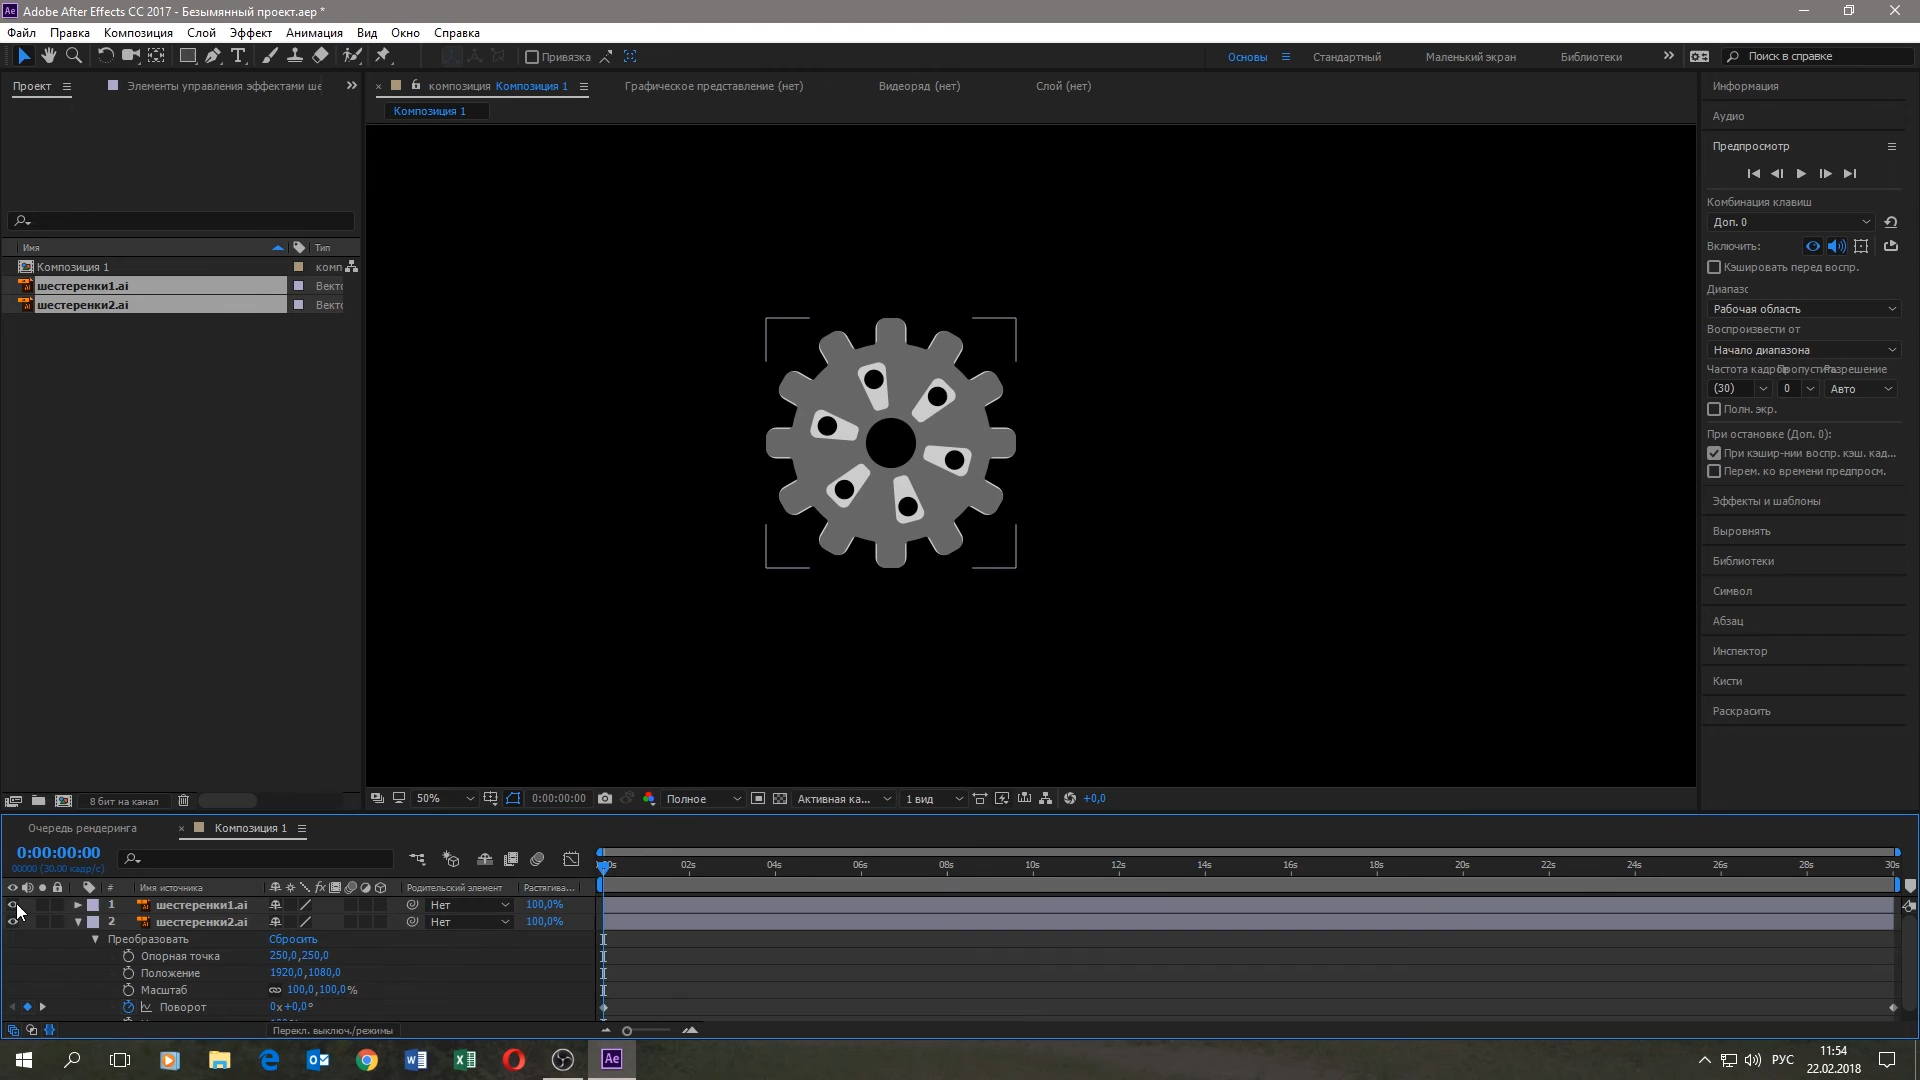 Adobe After Effects CC 2017 - Безымянный проект.aep *
Файл Правка Композиция Слой Эффект Анимация Вид Окно Справка
Привязка
Основы Стандартный Маленький экран Библиотеки
Поиск в справке
Проект
Элементы управления эффектами ше
композиция Композиция 1
Графическое представление (нет)
Видеоряд (нет)
Слой (нет)
Композиция 1
Имя Тип
Композиция 1 комп
шестеренки1.ai Векто
шестеренки2.ai Векто
8 бит на канал
50%
0:00:00:00
Полное
Активная ка...
1 вид
+0,0
Информация
Аудио
Предпросмотр
Комбинация клавиш
Доп. 0
Включить:
Кэшировать перед воспр.
Диапазс
Рабочая область
Воспроизвести от
Начало диапазона
Частота кадров Пропустить Разрешение
(30) 0 Авто
Полн. экр.
При остановке (Доп. 0):
При кэшир-нии воспр. кэш. кад...
Перем. ко времени предпросм.
Эффекты и шаблоны
Выровнять
Библиотеки
Символ
Абзац
Инспектор
Кисти
Раскрасить
Очередь рендеринга
Композиция 1
0:00:00:00
00000 (30.00 кадр/с)
# Имя источника fx Родительский элемент Растягива...
02s 04s 06s 08s 10s 12s 14s 16s 18s 20s 22s 24s 26s 28s 30s
1 шестеренки1.ai Нет 100,0%
2 шестеренки2.ai Нет 100,0%
Преобразовать Сбросить
Опорная точка 250,0,250,0
Положение 1920,0,1080,0
Масштаб 100,0,100,0%
Поворот 0x+0,0°
Перекл. выключ./режимы
РУС
11:54
22.02.2018